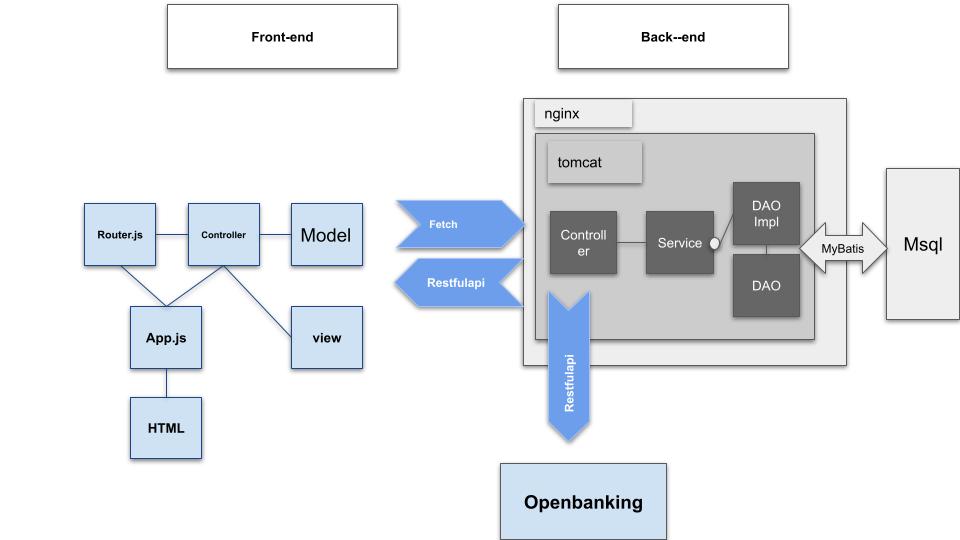 Front-end
Back--end
nginx
tomcat
Router.js
Controller
Model
Fetch
Controll
er
Service
DAO
Impl
MyBatis
Msql
Restfulapi
DAO
App.js
view
Restfulapi
HTML
Openbanking